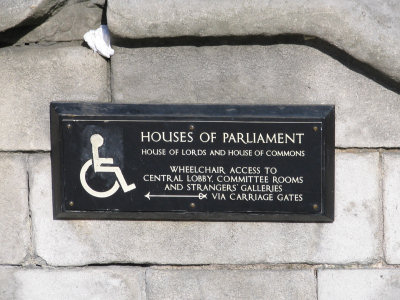 HOUSES OF PARLIAMENT
HOUSE OF LORDS AND HOUSE OF COMMONS
WHEELCHAIR ACCESS TO
CENTRAL LOBBY, COMMITTEE ROOMS
AND STRANGERS' GALLERIES
VIA CARRIAGE GATES